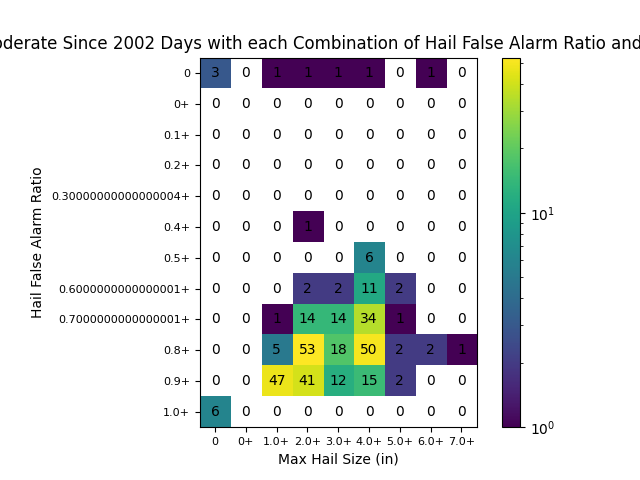 oderate Since 2002 Days with each Combination of Hail False Alarm Ratio and
Hail False Alarm Ratio
0 3 0 1 1 1 1 0 1 0
0+ 0 0 0 0 0 0 0 0 0
0.1+ 0 0 0 0 0 0 0 0 0
0.2+ 0 0 0 0 0 0 0 0 0
0.30000000000000004+ 0 0 0 0 0 0 0 0 0
0.4+ 0 0 0 1 0 0 0 0 0
0.5+ 0 0 0 0 0 6 0 0 0
0.6000000000000001+ 0 0 0 2 2 11 2 0 0
0.7000000000000001+ 0 0 1 14 14 34 1 0 0
0.8+ 0 0 5 53 18 50 2 2 1
0.9+ 0 0 47 41 12 15 2 0 0
1.0+ 6 0 0 0 0 0 0 0 0
0 0+ 1.0+ 2.0+ 3.0+ 4.0+ 5.0+ 6.0+ 7.0+
Max Hail Size (in)
10¹
10⁰